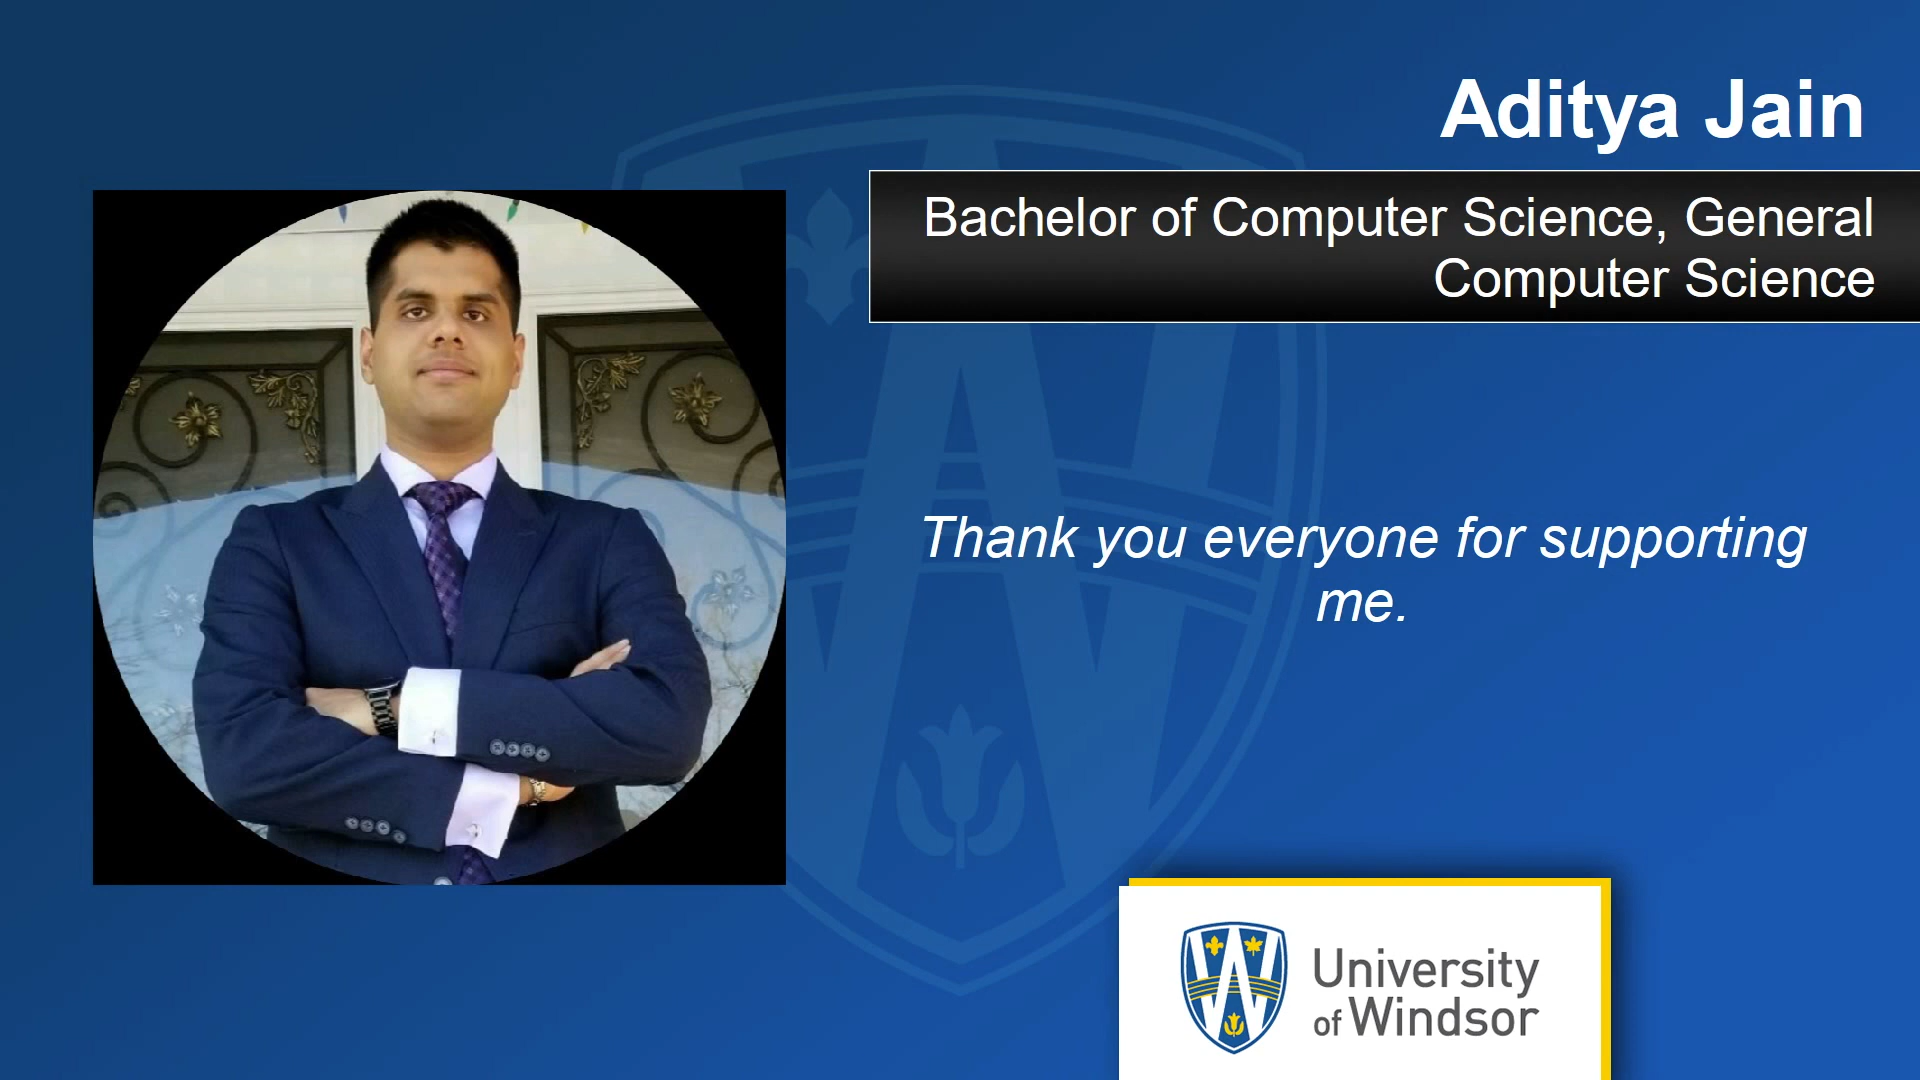 Aditya Jain
Bachelor of Computer Science, General
Computer Science
Thank you everyone for supporting
me.
University
of Windsor